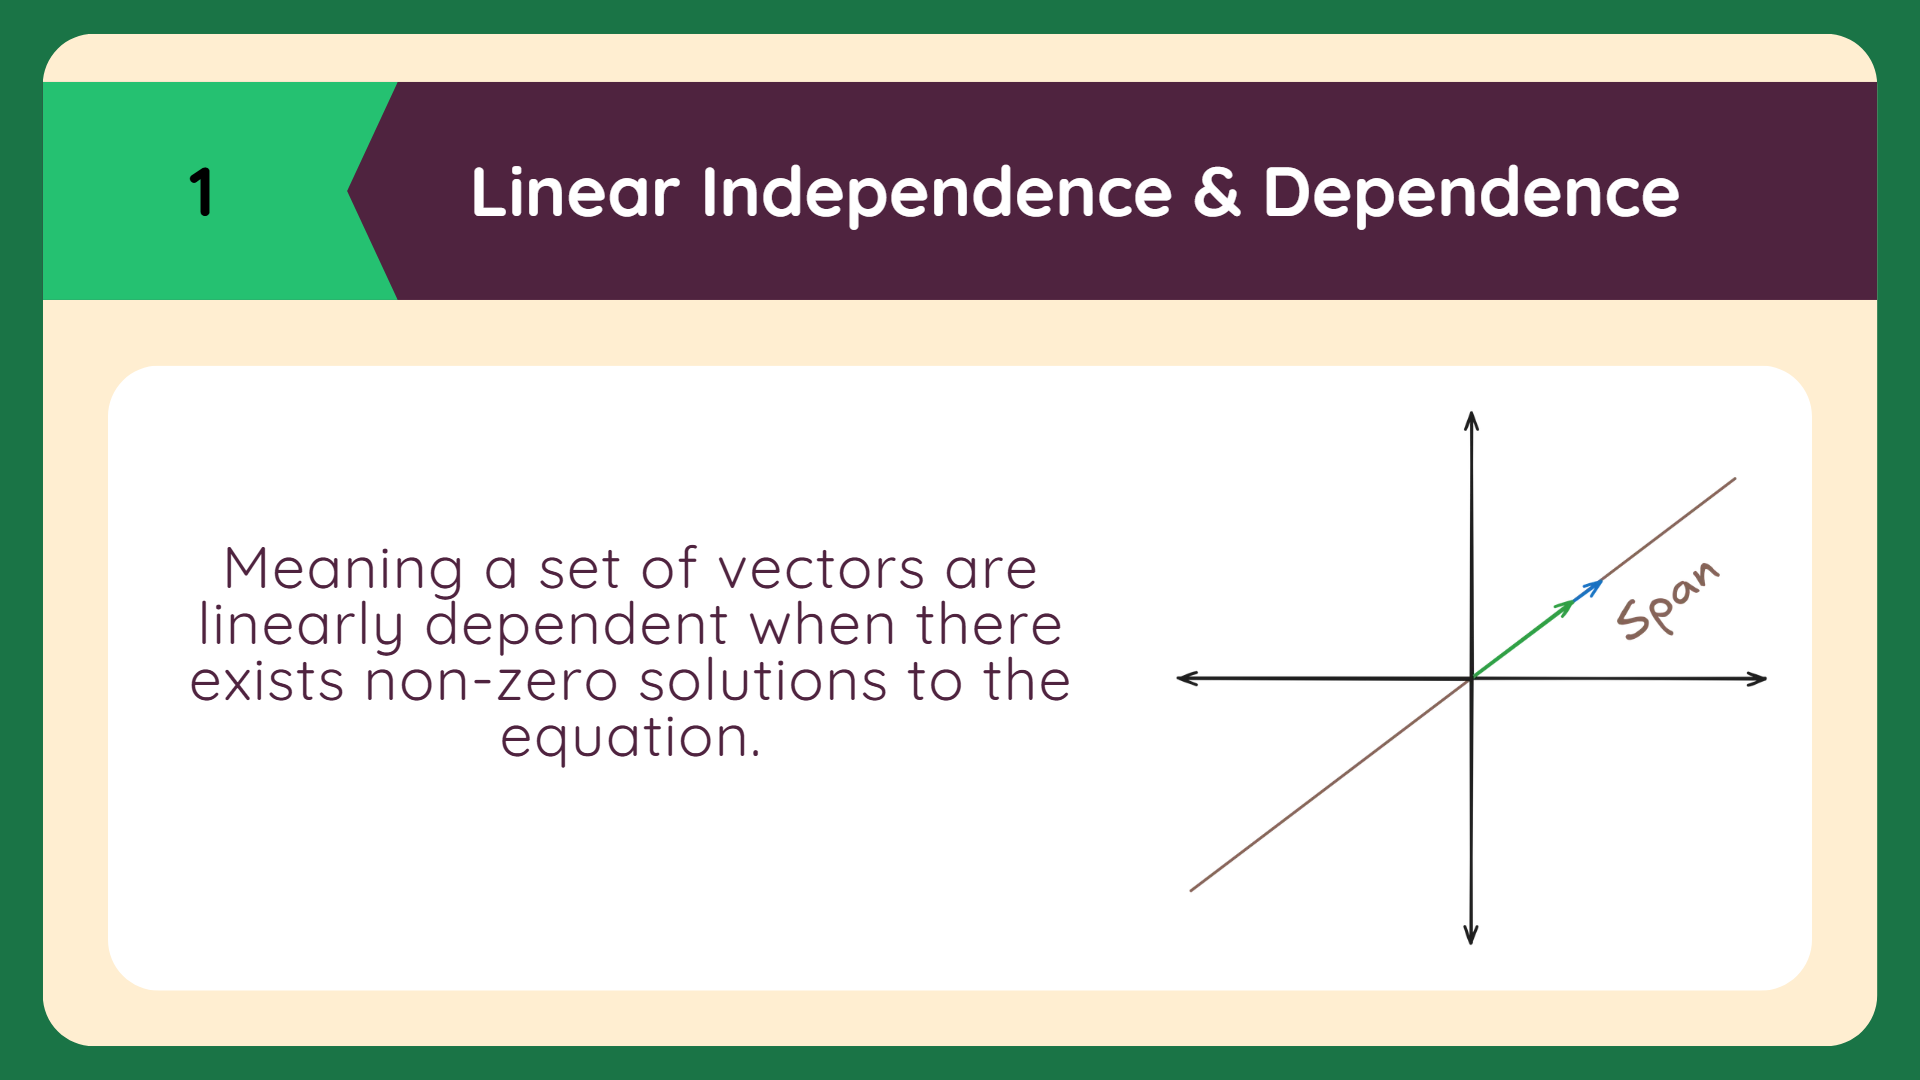 1
Linear Independence & Dependence
Meaning a set of vectors are
linearly dependent when there
exists non-zero solutions to the
equation.
Span